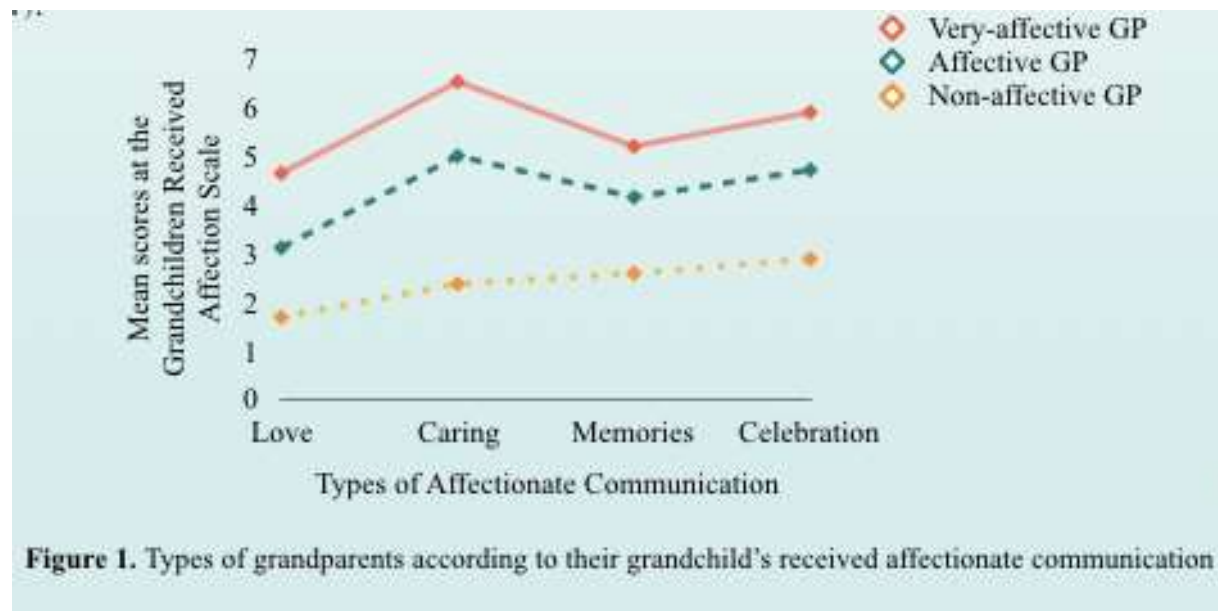 Very-affective GP
Affective GP
Non-affective GP
Mean scores at the
Grandchildren Received
Affection Scale
7
6
5
4
3
2
1
0
Love Caring Memories Celebration
Types of Affectionate Communication
Figure 1. Types of grandparents according to their grandchild's received affectionate communication